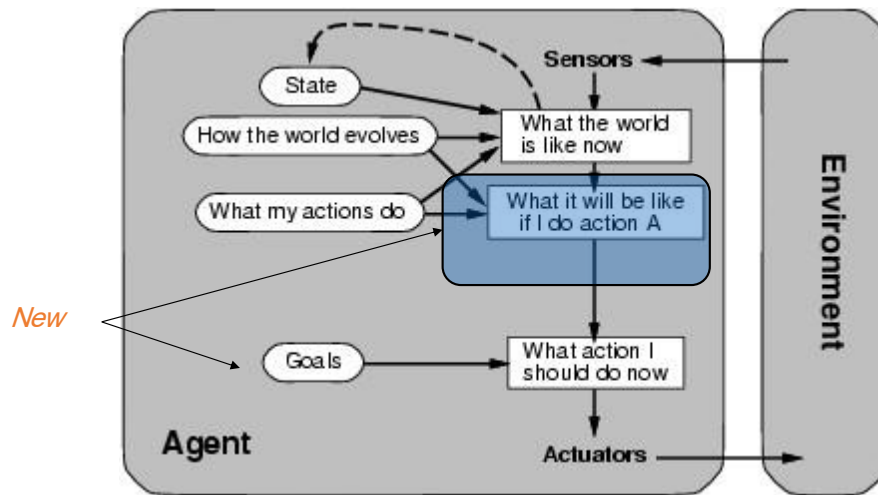 Sensors
State
What the world
is like now
How the world evolves
What it will be like
if I do action A
What my actions do
New
Goals
What action I
should do now
Agent
Actuators
Environment